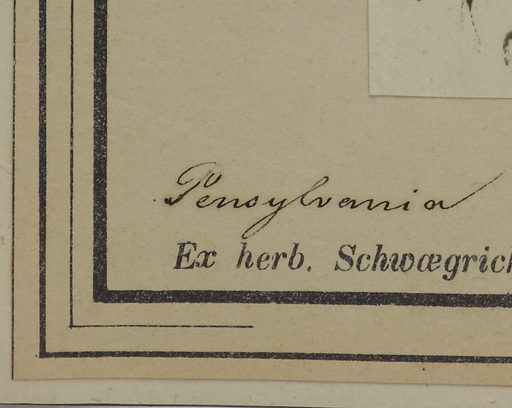 Pensylvania
Ex herb. Schwægrich